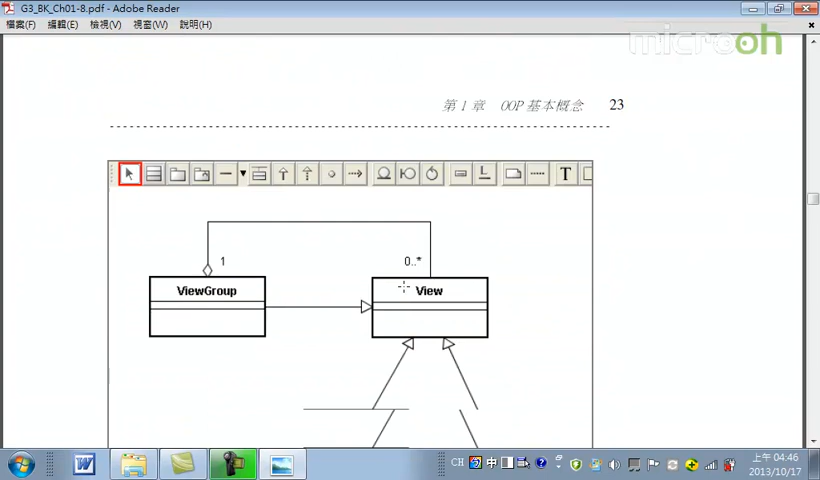 G3_BK_Ch01-8.pdf - Adobe Reader
檔案(F) 編輯(E) 檢視(V) 視窗(W) 說明(H)
microoh
第 1 章 OOP 基本概念 23
T
1
0..*
ViewGroup
View
CH 中
上午 04:46
2013/10/17